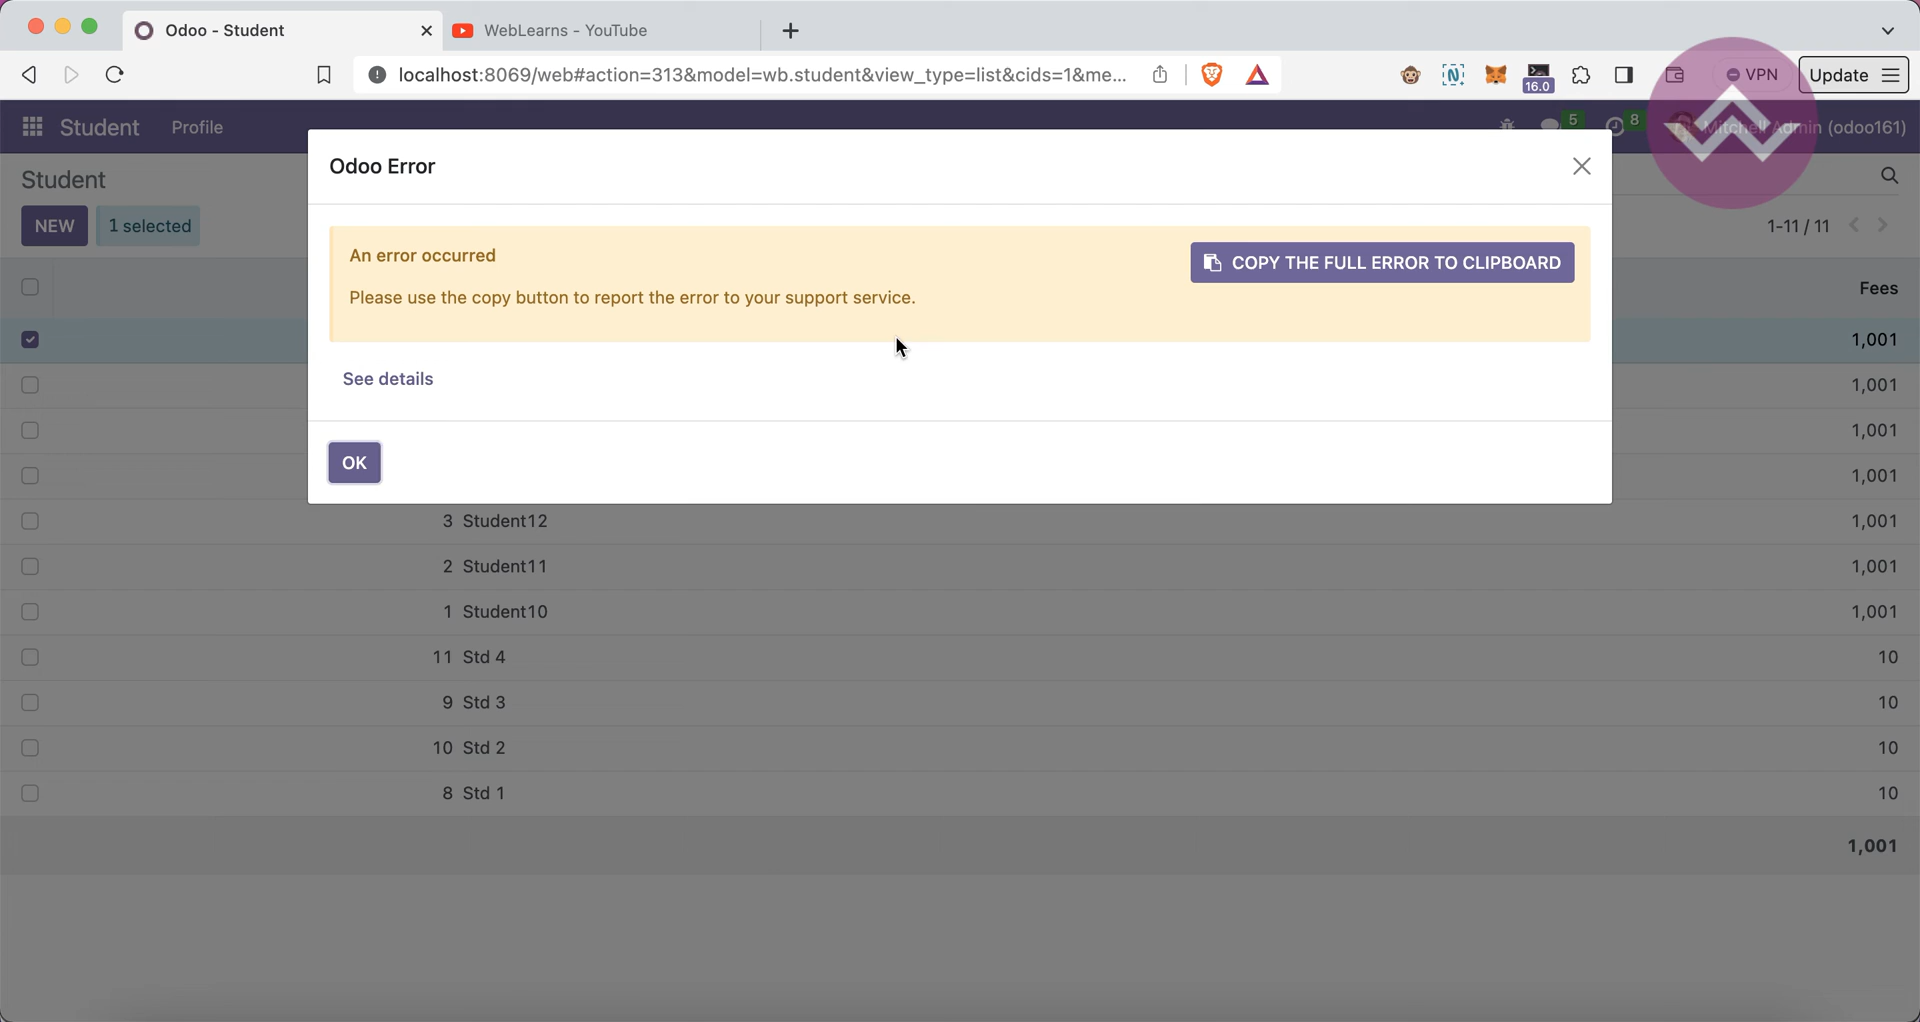 Odoo - Student
WebLearns - YouTube
localhost:8069/web#action=313&model=wb.student&view_type=list&cids=1&me...
16.0
VPN
Update
Student
Profile
5
8
Mitchell Admin (odoo161)
Odoo Error
Student
NEW
1 selected
1-11 / 11
An error occurred
COPY THE FULL ERROR TO CLIPBOARD
Please use the copy button to report the error to your support service.
Fees
1,001
See details
1,001
1,001
OK
1,001
3 Student12 1,001
2 Student11 1,001
1 Student10 1,001
11 Std 4 10
9 Std 3 10
10 Std 2 10
8 Std 1 10
1,001